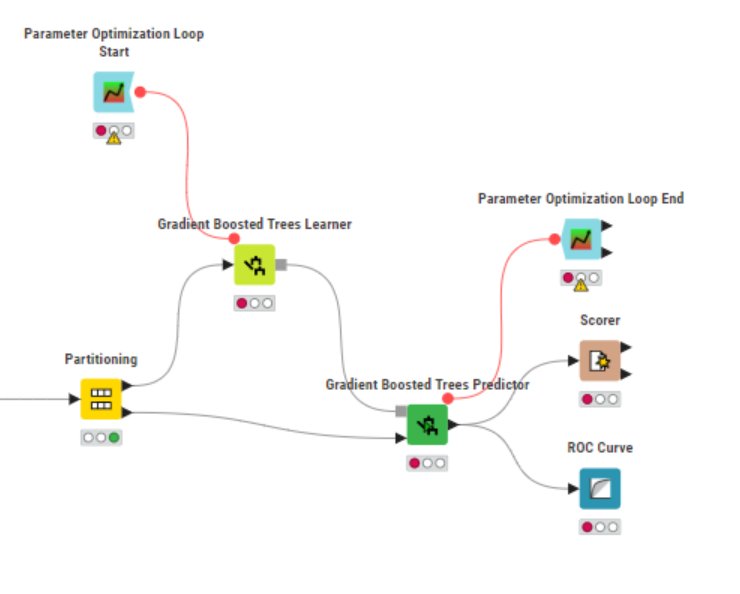 Parameter Optimization Loop
Start
Parameter Optimization Loop End
Gradient Boosted Trees Learner
Scorer
Partitioning
Gradient Boosted Trees Predictor
ROC Curve